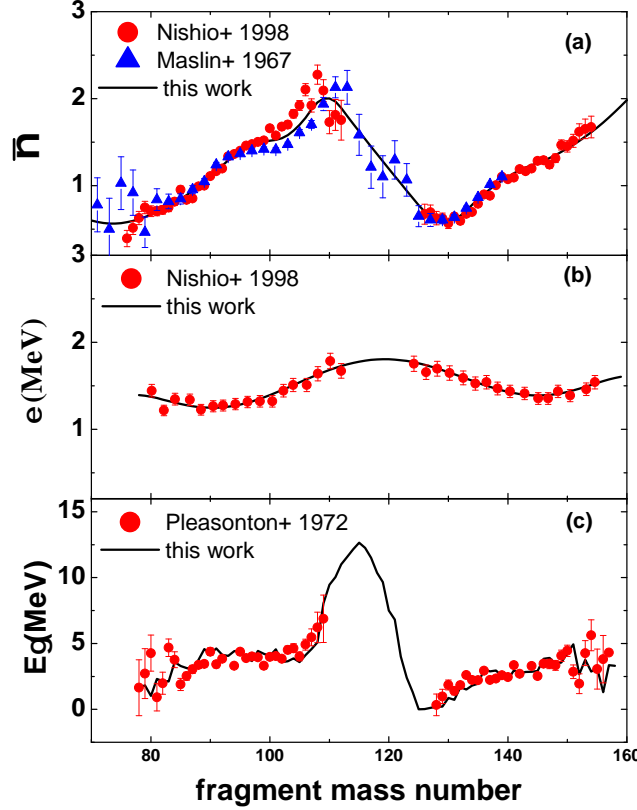 3
Nishio+ 1998
(a)
Maslin+ 1967
this work
2
n̄
1
3
Nishio+ 1998
(b)
this work
2
e(MeV)
1
15
Pleasonton+ 1972
(c)
this work
10
Eg(MeV)
5
0
80 100 120 140 160
fragment mass number